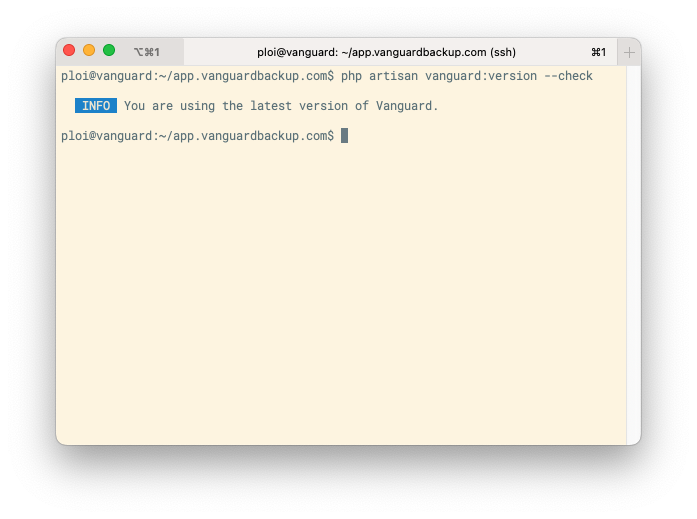 ⌥⌘1 ploi@vanguard: ~/app.vanguardbackup.com (ssh) ⌘1 +
ploi@vanguard:~/app.vanguardbackup.com$ php artisan vanguard:version --check
INFO You are using the latest version of Vanguard.
ploi@vanguard:~/app.vanguardbackup.com$